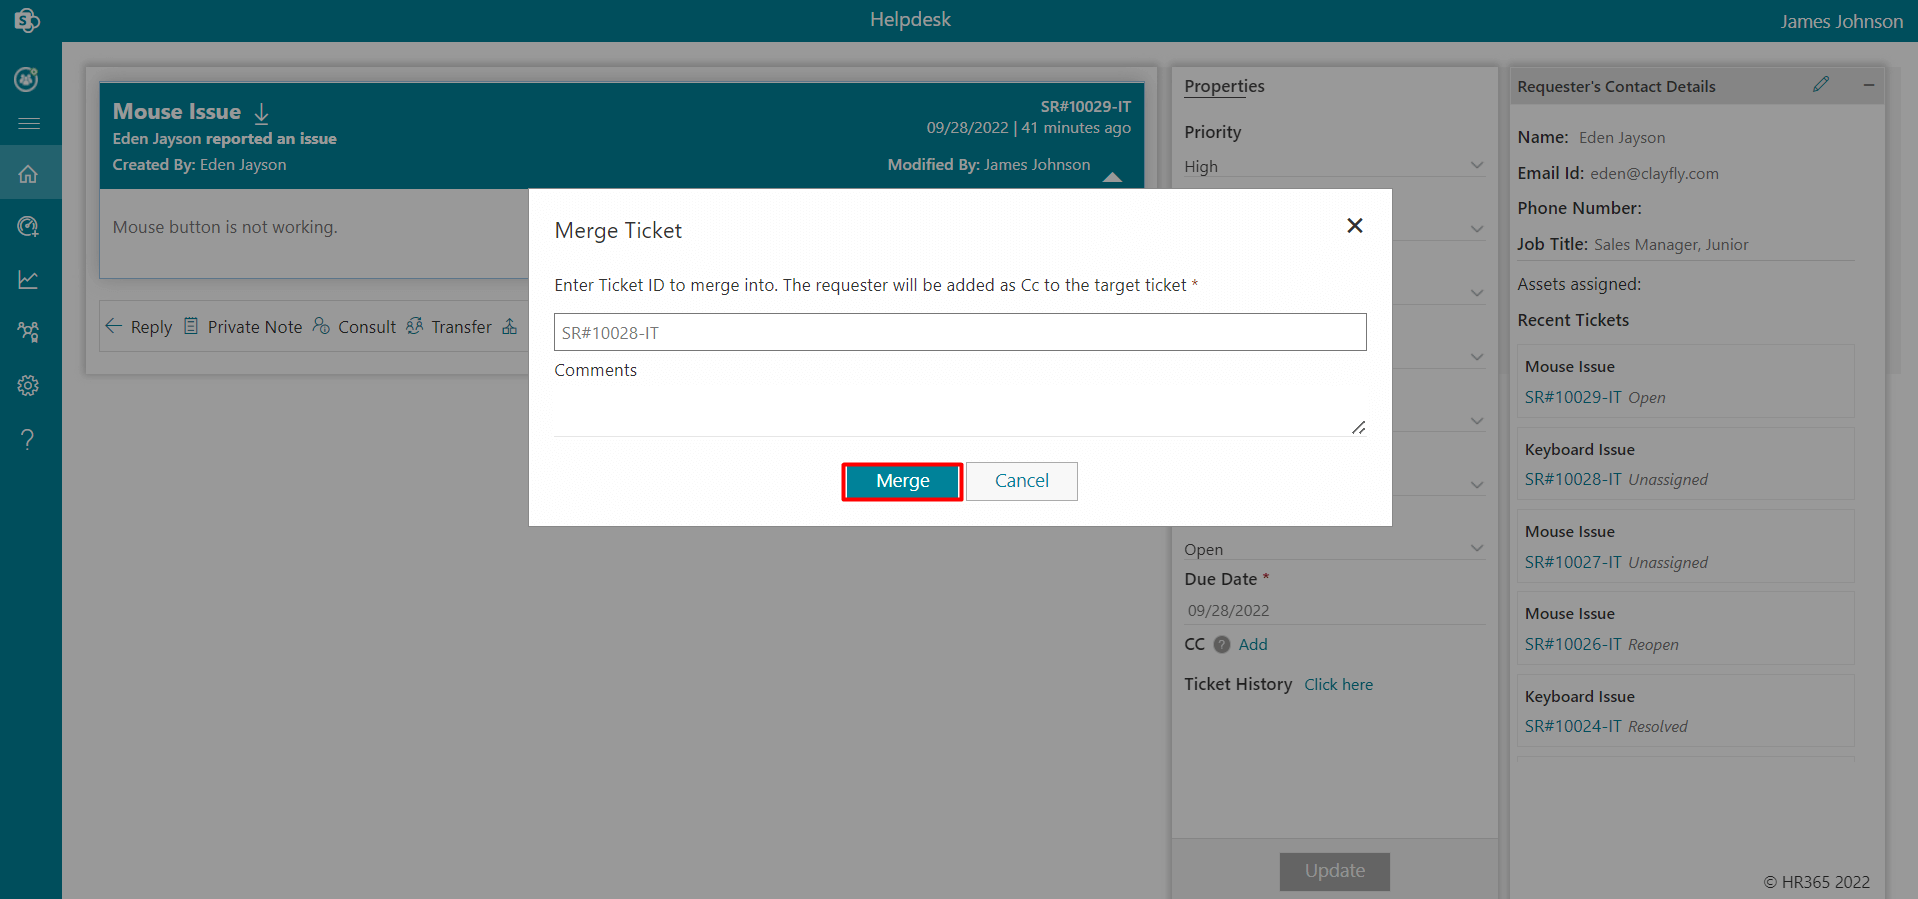 Helpdesk
James Johnson
Mouse Issue
SR#10029-IT
Eden Jayson reported an issue
09/28/2022 | 41 minutes ago
Created By: Eden Jayson
Modified By: James Johnson
Mouse button is not working.
Reply Private Note Consult Transfer
Merge Ticket
Enter Ticket ID to merge into. The requester will be added as Cc to the target ticket *
SR#10028-IT
Comments
Merge
Cancel
Properties
Priority
High
Open
Due Date *
09/28/2022
CC ? Add
Ticket History Click here
Update
Requester's Contact Details
Name: Eden Jayson
Email Id: eden@clayfly.com
Phone Number:
Job Title: Sales Manager, Junior
Assets assigned:
Recent Tickets
Mouse Issue
SR#10029-IT Open
Keyboard Issue
SR#10028-IT Unassigned
Mouse Issue
SR#10027-IT Unassigned
Mouse Issue
SR#10026-IT Reopen
Keyboard Issue
SR#10024-IT Resolved
© HR365 2022